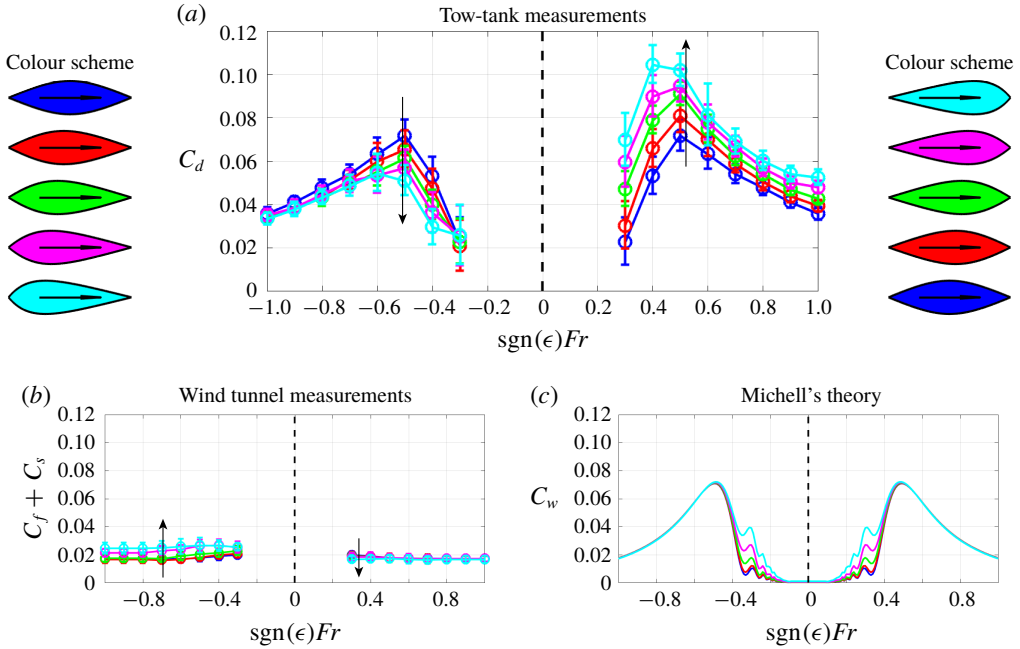 (a)
Tow-tank measurements
Colour scheme
Colour scheme
0.12
0.10
0.08
0.06
0.04
0.02
0
C_d
−1.0 −0.8 −0.6 −0.4 −0.2 0 0.2 0.4 0.6 0.8 1.0
sgn(ϵ)Fr
(b)
Wind tunnel measurements
0.12
0.10
0.08
0.06
0.04
0.02
0
C_f + C_s
−0.8 −0.4 0 0.4 0.8
sgn(ϵ)Fr
(c)
Michell’s theory
0.12
0.10
0.08
0.06
0.04
0.02
0
C_w
−0.8 −0.4 0 0.4 0.8
sgn(ϵ)Fr